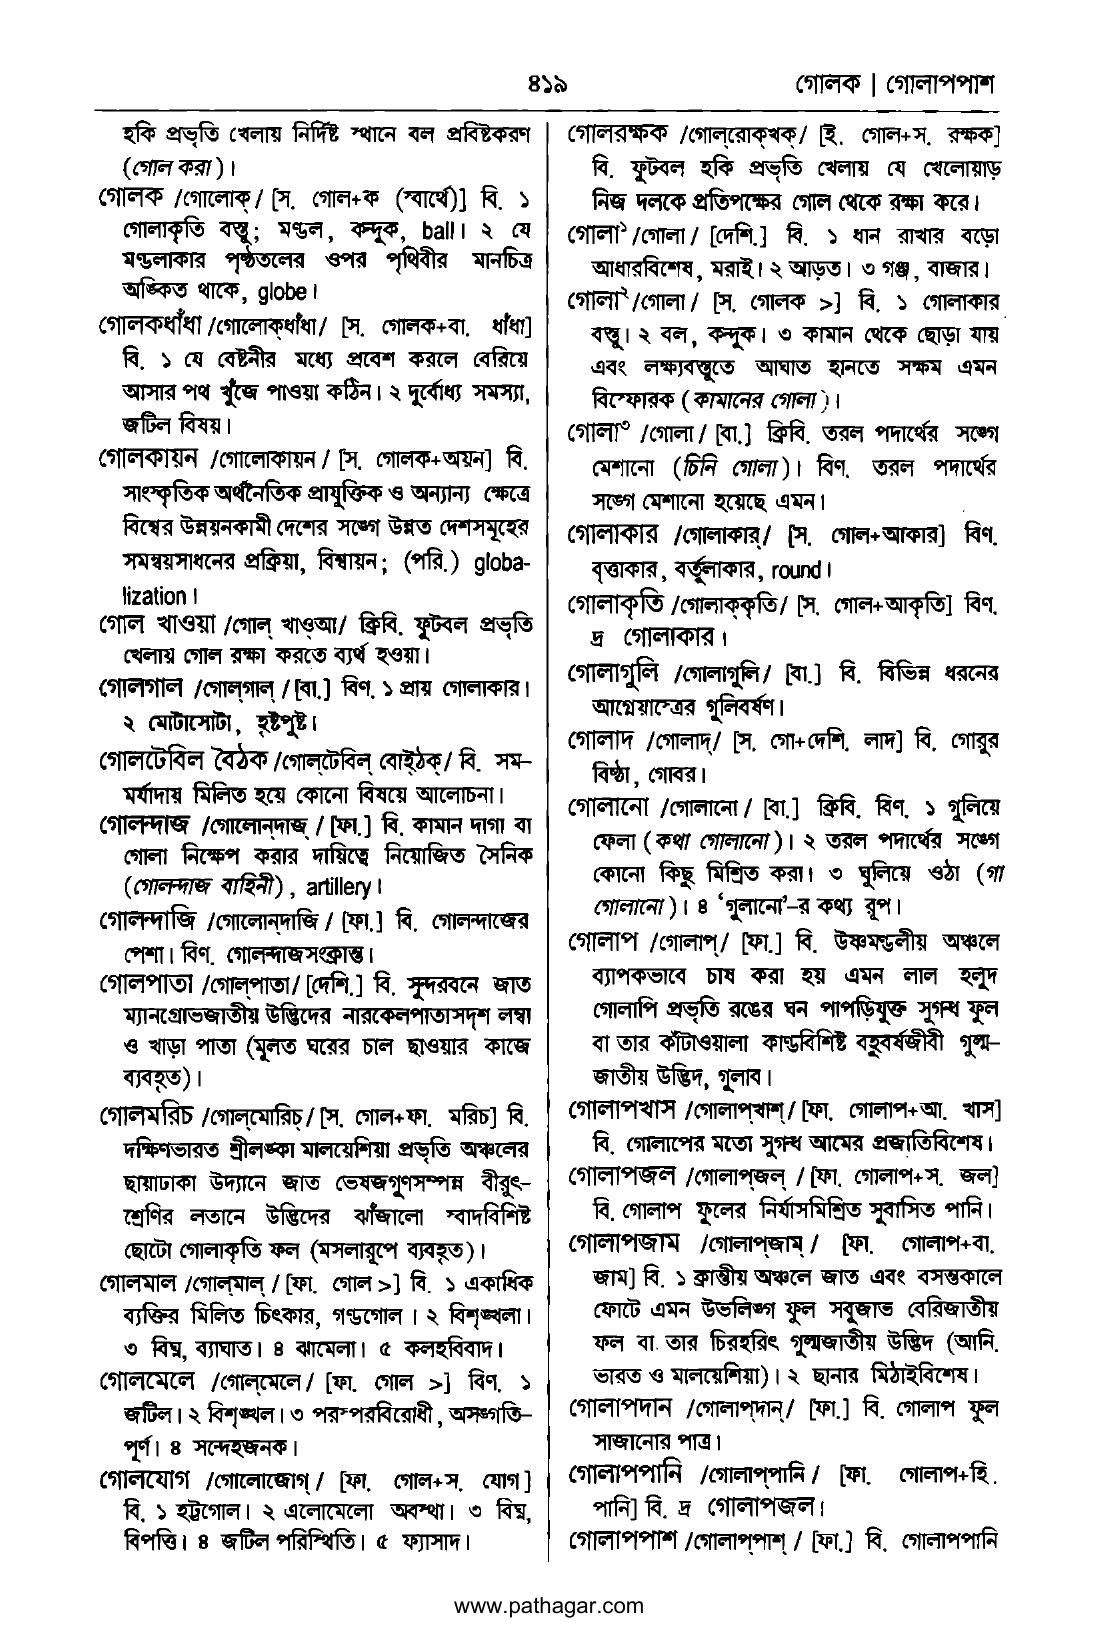 ৪১৯
গোলক | গোলাপপাশ
হকি প্রভৃতি খেলায় নির্দিষ্ট স্থানে বল প্রবিষ্টকরণ
(গোল করা)।
গোলক /গোলোক্/ [স. গোল+ক (স্বার্থে)] বি. ১
গোলাকৃতি বস্তু; মণ্ডল, কন্দুক, ball। ২ যে
মণ্ডলাকার পৃষ্ঠতলের ওপর পৃথিবীর মানচিত্র
অঙ্কিত থাকে, globe।
গোলকধাঁধা /গোলোক্‌ধাঁধা/ [স. গোলক+বা. ধাঁধা]
বি. ১ যে বেষ্টনীর মধ্যে প্রবেশ করলে বেরিয়ে
আসার পথ খুঁজে পাওয়া কঠিন। ২ দুর্বোধ্য সমস্যা,
জটিল বিষয়।
গোলকায়ন /গোলোকায়ন/ [স. গোলক+অয়ন] বি.
সাংস্কৃতিক অর্থনৈতিক প্রাযুক্তিক ও অন্যান্য ক্ষেত্রে
বিশ্বের উন্নয়নকামী দেশের সঙ্গে উন্নত দেশসমূহের
সমন্বয়সাধনের প্রক্রিয়া, বিশ্বায়ন; (পরি.) globa-
lization।
গোল খাওয়া /গোল্ খাও্‌আ/ ক্রিবি. ফুটবল প্রভৃতি
খেলায় গোল রক্ষা করতে ব্যর্থ হওয়া।
গোলগাল /গোল্‌গাল্/ [বা.] বিণ. ১ প্রায় গোলাকার।
২ মোটাসোটা, হৃষ্টপুষ্ট।
গোলটেবিল বৈঠক /গোল্‌টেবিল্ বোই্‌ঠক্/ বি. সম-
মর্যাদায় মিলিত হয়ে কোনো বিষয়ে আলোচনা।
গোলন্দাজ /গোলোন্‌দাজ্/ [ফা.] বি. কামান দাগা বা
গোলা নিক্ষেপ করার দায়িত্বে নিয়োজিত সৈনিক
(গোলন্দাজ বাহিনী), artillery।
গোলন্দাজি /গোলোন্‌দাজি/ [ফা.] বি. গোলন্দাজের
পেশা। বিণ. গোলন্দাজসংক্রান্ত।
গোলপাতা /গোল্‌পাতা/ [দেশি.] বি. সুন্দরবনে জাত
ম্যানগ্রোভজাতীয় উদ্ভিদের নারকেলপাতাসদৃশ লম্বা
ও খাড়া পাতা (মূলত ঘরের চাল ছাওয়ার কাজে
ব্যবহৃত)।
গোলমরিচ /গোল্‌মোরিচ্/ [স. গোল+ফা. মরিচ] বি.
দক্ষিণভারত শ্রীলঙ্কা মালয়েশিয়া প্রভৃতি অঞ্চলের
ছায়াঢাকা উদ্যানে জাত ভেষজগুণসম্পন্ন বীরুৎ-
শ্রেণির লতানে উদ্ভিদের ঝাঁজালো স্বাদবিশিষ্ট
ছোটো গোলাকৃতি ফল (মসলারূপে ব্যবহৃত)।
গোলমাল /গোল্‌মাল্/ [ফা. গোল >] বি. ১ একাধিক
ব্যক্তির মিলিত চিৎকার, গণ্ডগোল। ২ বিশৃঙ্খলা।
৩ বিঘ্ন, ব্যাঘাত। ৪ ঝামেলা। ৫ কলহবিবাদ।
গোলমেলে /গোল্‌মেলে/ [ফা. গোল >] বিণ. ১
জটিল। ২ বিশৃঙ্খল। ৩ পরস্পরবিরোধী, অসঙ্গতি-
পূর্ণ। ৪ সন্দেহজনক।
গোলযোগ /গোলোজোগ্/ [ফা. গোল+স. যোগ]
বি. ১ হট্টগোল। ২ এলোমেলো অবস্থা। ৩ বিঘ্ন,
বিপত্তি। ৪ জটিল পরিস্থিতি। ৫ ফ্যাসাদ।
গোলরক্ষক /গোল্‌রোক্‌খক্/ [ই. গোল+স. রক্ষক]
বি. ফুটবল হকি প্রভৃতি খেলায় যে খেলোয়াড়
নিজ দলকে প্রতিপক্ষের গোল থেকে রক্ষা করে।
গোলা১ /গোলা/ [দেশি.] বি. ১ ধান রাখার বড়ো
আধারবিশেষ, মরাই। ২ আড়ত। ৩ গঞ্জ, বাজার।
গোলা২ /গোলা/ [স. গোলক >] বি. ১ গোলাকার
বস্তু। ২ বল, কন্দুক। ৩ কামান থেকে ছোড়া যায়
এবং লক্ষ্যবস্তুতে আঘাত হানতে সক্ষম এমন
বিস্ফোরক (কামানের গোলা)।
গোলা৩ /গোলা/ [বা.] ক্রিবি. তরল পদার্থের সঙ্গে
মেশানো (চিনি গোলা)। বিণ. তরল পদার্থের
সঙ্গে মেশানো হয়েছে এমন।
গোলাকার /গোলাকার্/ [স. গোল+আকার] বিণ.
বৃত্তাকার, বর্তুলাকার, round।
গোলাকৃতি /গোলাক্‌কৃতি/ [স. গোল+আকৃতি] বিণ.
দ্র গোলাকার।
গোলাগুলি /গোলাগুলি/ [বা.] বি. বিভিন্ন ধরনের
আগ্নেয়াস্ত্রের গুলিবর্ষণ।
গোলাদ /গোলাদ্/ [স. গো+দেশি. লাদ] বি. গোরুর
বিষ্ঠা, গোবর।
গোলানো /গোলানো/ [বা.] ক্রিবি. বিণ. ১ গুলিয়ে
ফেলা (কথা গোলানো)। ২ তরল পদার্থের সঙ্গে
কোনো কিছু মিশ্রিত করা। ৩ ঘুলিয়ে ওঠা (গা
গোলানো)। ৪ ‘গুলানো’-র কথ্য রূপ।
গোলাপ /গোলাপ্/ [ফা.] বি. উষ্ণমণ্ডলীয় অঞ্চলে
ব্যাপকভাবে চাষ করা হয় এমন লাল হলুদ
গোলাপি প্রভৃতি রঙের ঘন পাপড়িযুক্ত সুগন্ধ ফুল
বা তার কাঁটাওয়ালা কাণ্ডবিশিষ্ট বহুবর্ষজীবী গুল্ম-
জাতীয় উদ্ভিদ, গুলাব।
গোলাপখাস /গোলাপ্‌খাশ্/ [ফা. গোলাপ+আ. খাস]
বি. গোলাপের মতো সুগন্ধ আমের প্রজাতিবিশেষ।
গোলাপজল /গোলাপ্‌জল্/ [ফা. গোলাপ+স. জল]
বি. গোলাপ ফুলের নির্যাসমিশ্রিত সুবাসিত পানি।
গোলাপজাম /গোলাপ্‌জাম্/ [ফা. গোলাপ+বা.
জাম] বি. ১ ক্রান্তীয় অঞ্চলে জাত এবং বসন্তকালে
ফোটে এমন উভলিঙ্গ ফুল সবুজাভ বেরিজাতীয়
ফল বা তার চিরহরিৎ গুল্মজাতীয় উদ্ভিদ (আনি.
ভারত ও মালয়েশিয়া)। ২ ছানার মিঠাইবিশেষ।
গোলাপদান /গোলাপ্‌দান্/ [ফা.] বি. গোলাপ ফুল
সাজানোর পাত্র।
গোলাপপানি /গোলাপ্‌পানি/ [ফা. গোলাপ+হি.
পানি] বি. দ্র গোলাপজল।
গোলাপপাশ /গোলাপ্‌পাশ্/ [ফা.] বি. গোলাপপানি
www.pathagar.com